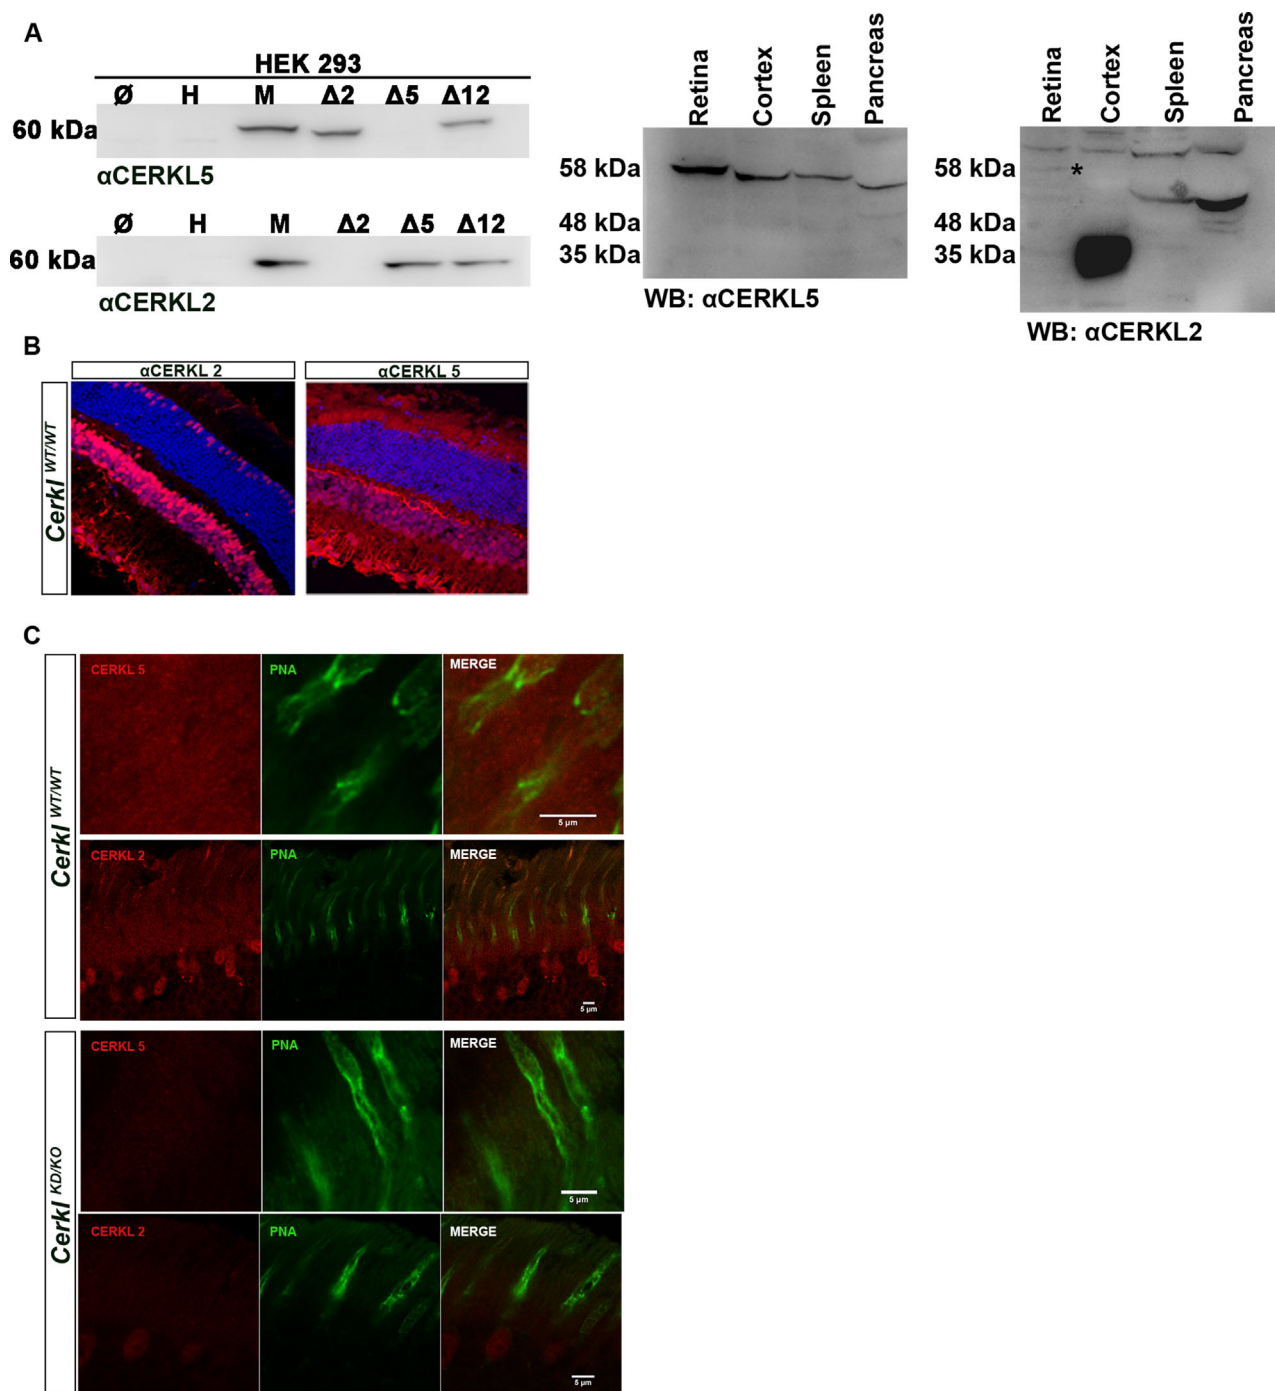 A
HEK 293
Ø H M Δ2 Δ5 Δ12
60 kDa
αCERKL5
Ø H M Δ2 Δ5 Δ12
60 kDa
αCERKL2
Retina Cortex Spleen Pancreas
58 kDa
48 kDa
35 kDa
WB: αCERKL5
Retina Cortex Spleen Pancreas
58 kDa
*
48 kDa
35 kDa
WB: αCERKL2
B
αCERKL 2 αCERKL 5
Cerkl WT/WT
C
Cerkl WT/WT
CERKL 5 PNA MERGE
5 µm
CERKL 2 PNA MERGE
5 µm
Cerkl KD/KO
CERKL 5 PNA MERGE
5 µm
CERKL 2 PNA MERGE
5 µm